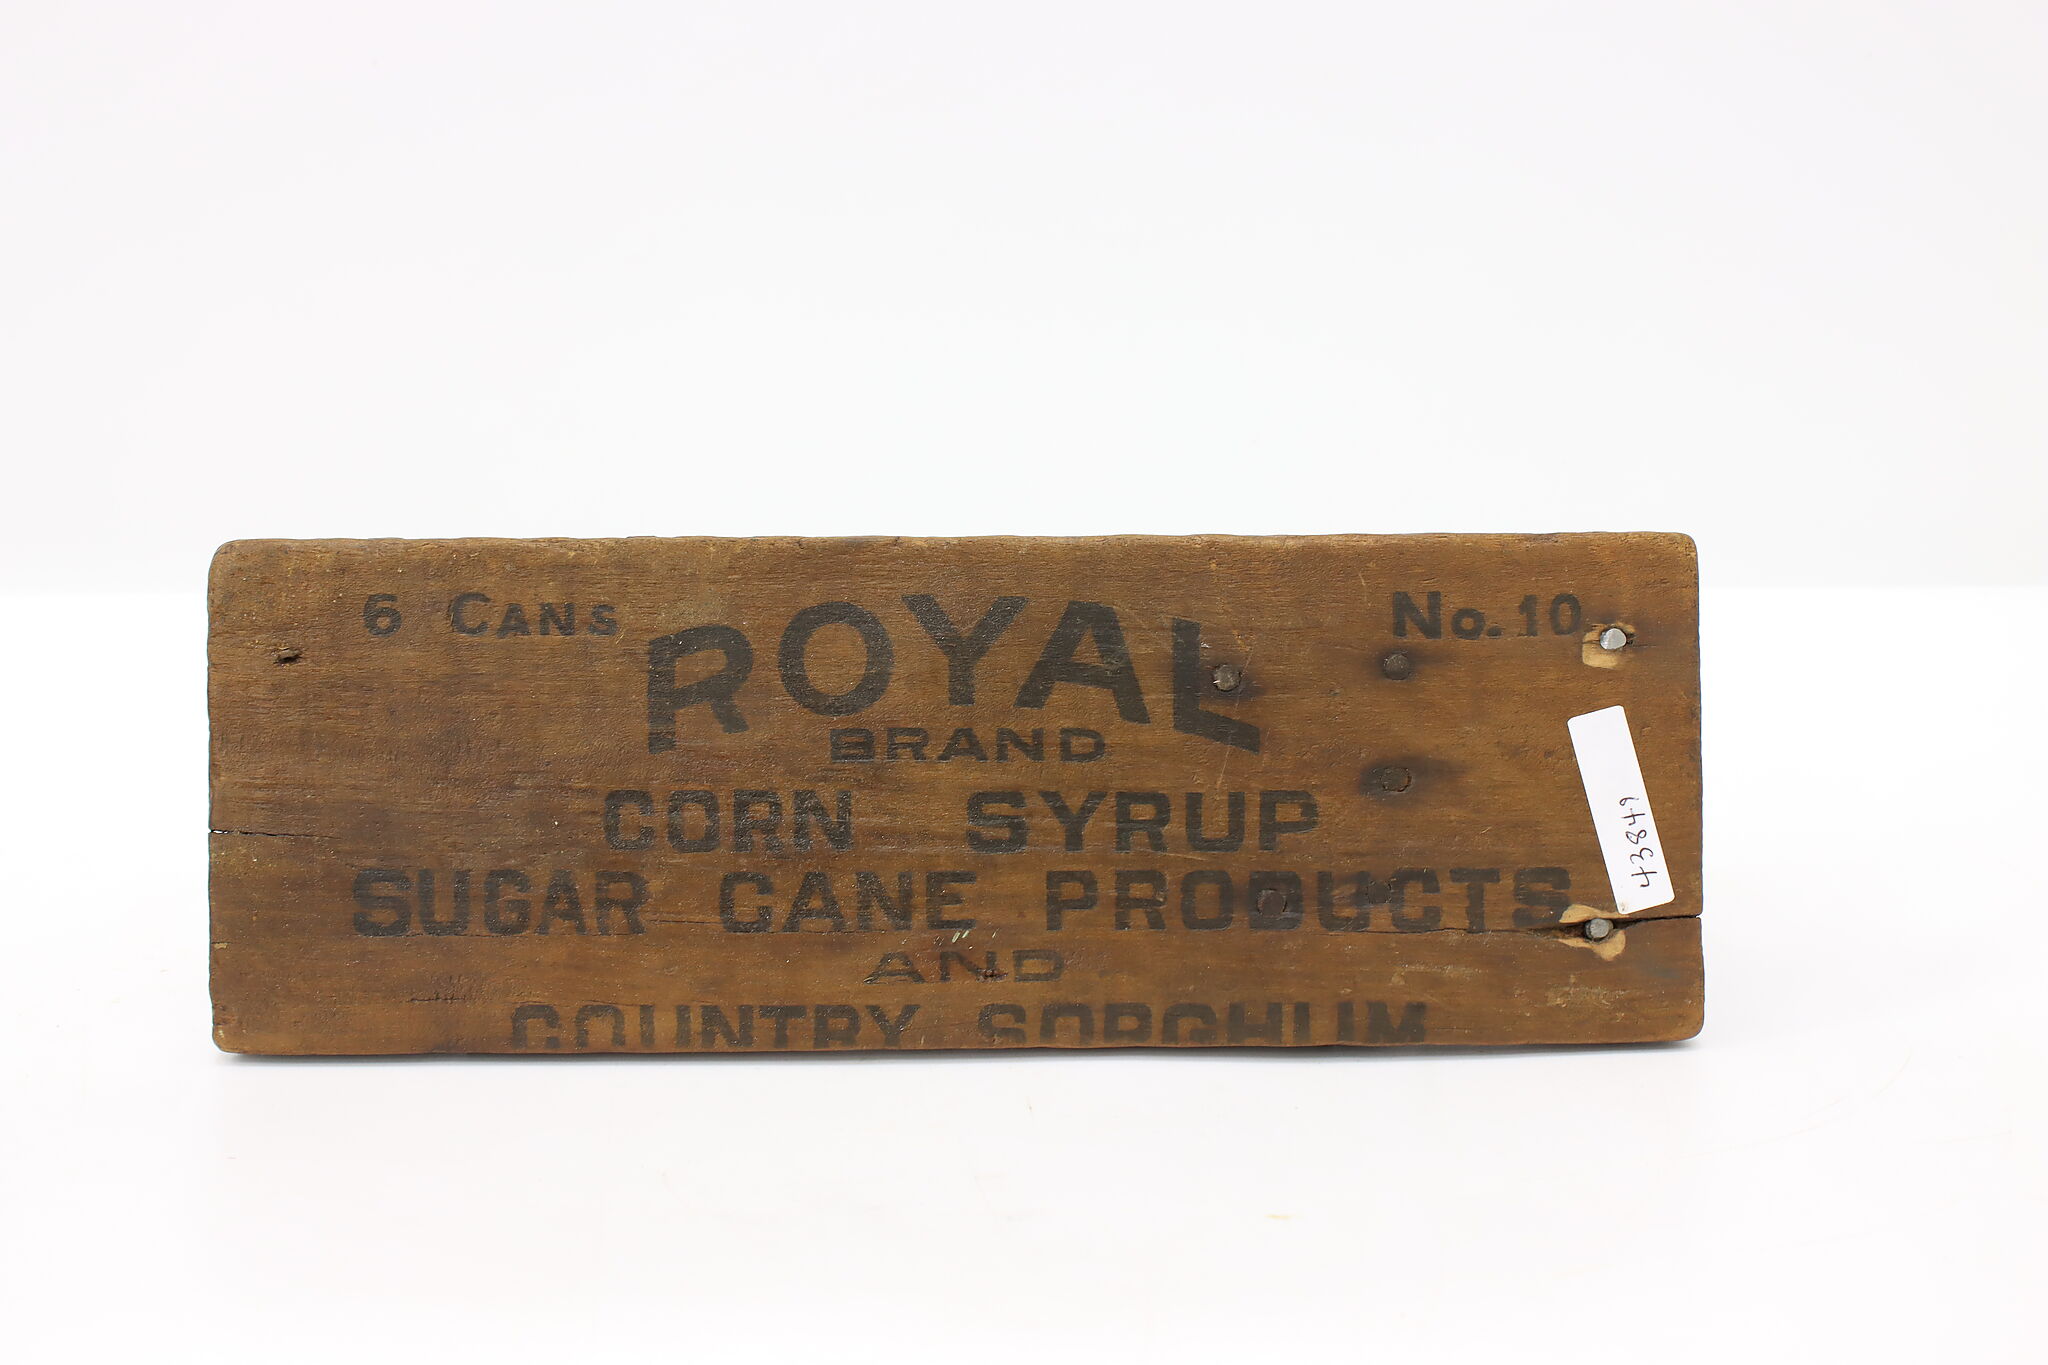 6 CANS
No. 10
ROYAL
BRAND
CORN SYRUP
SUGAR CANE PRODUCTS
AND
COUNTRY SORGHUM
43849